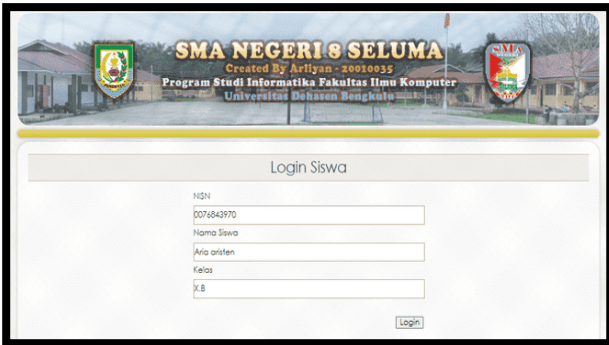 SMA NEGERI 8 SELUMA
Created By Arliyan - 20010035
Program Studi Informatika Fakultas Ilmu Komputer
Universitas Dehasen Bengkulu
SMA
Login Siswa
NISN
0076843970
Nama Siswa
Aria aristen
Kelas
X.B
Login